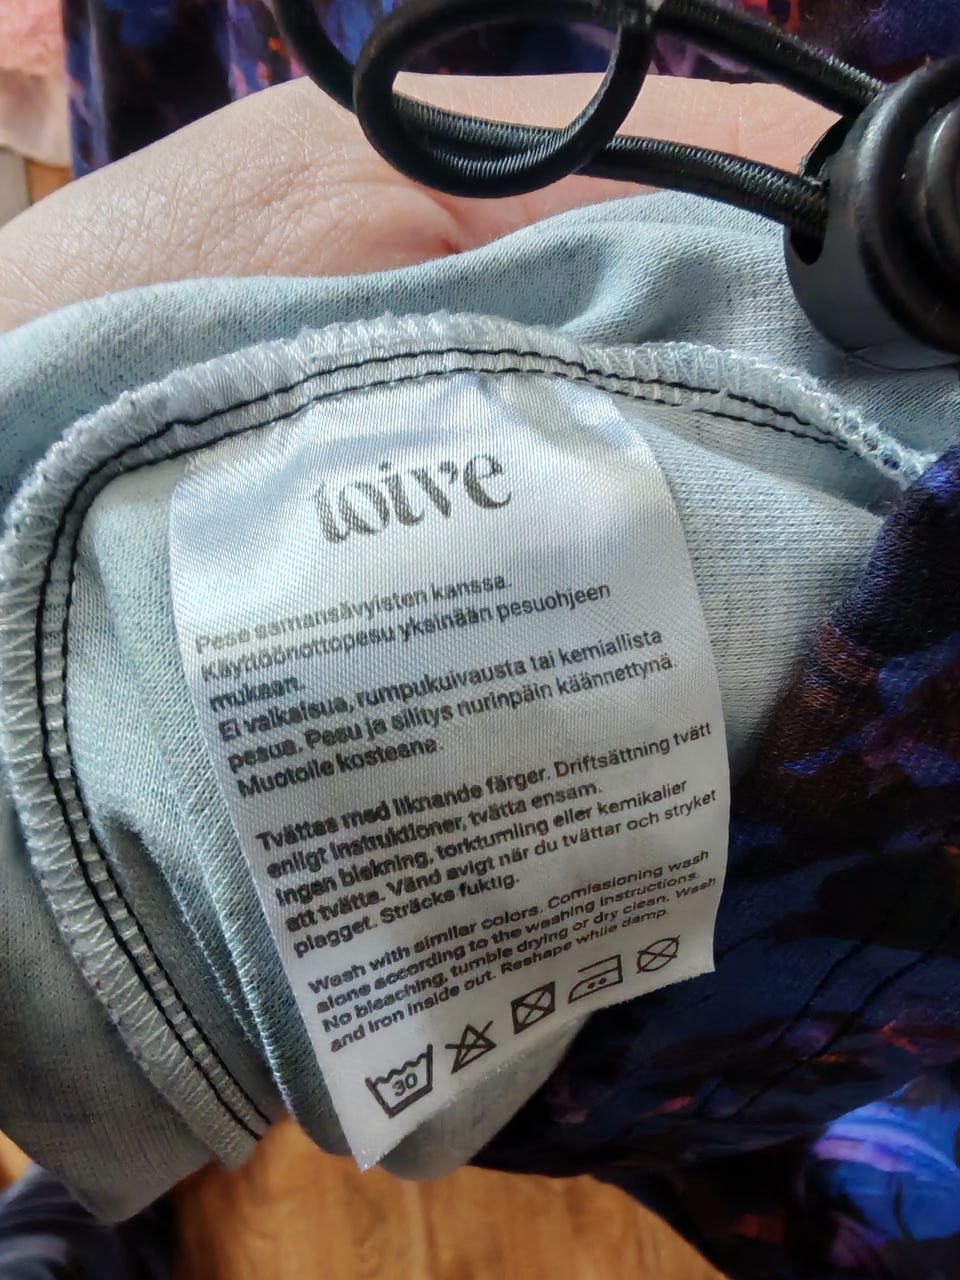 toive
Pese samansävyisten kanssa.
Käyttöönottopesu yksinään pesuohjeen
mukaan.
Ei valkaisua, rumpukuivausta tai kemiallista
pesua. Pesu ja silitys nurinpäin käännettynä.
Muotoile kosteana.
Tvättas med liknande färger. Driftsättning tvätt
enligt instruktioner, tvätta ensam.
Ingen blekning, torktumling eller kemikalier
att tvätta. Vänd avigt när du tvättar och stryket
plagget. Sträcks fuktig.
Wash with similar colors. Comissioning wash
alone according to the washing instructions.
No bleaching, tumble drying or dry clean. Wash
and iron inside out. Reshape while damp.
30